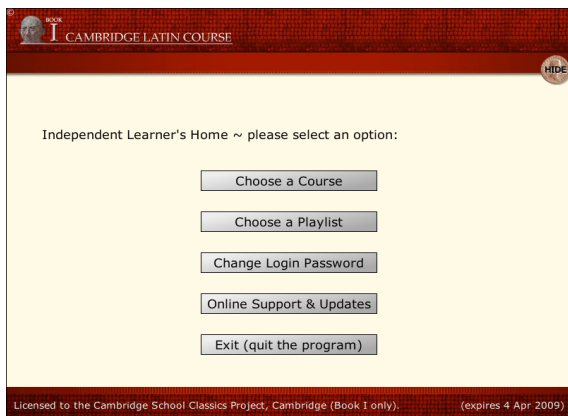 ©
BOOK
I CAMBRIDGE LATIN COURSE
HIDE
Independent Learner's Home ~ please select an option:
Choose a Course
Choose a Playlist
Change Login Password
Online Support & Updates
Exit (quit the program)
Licensed to the Cambridge School Classics Project, Cambridge (Book I only). (expires 4 Apr 2009)